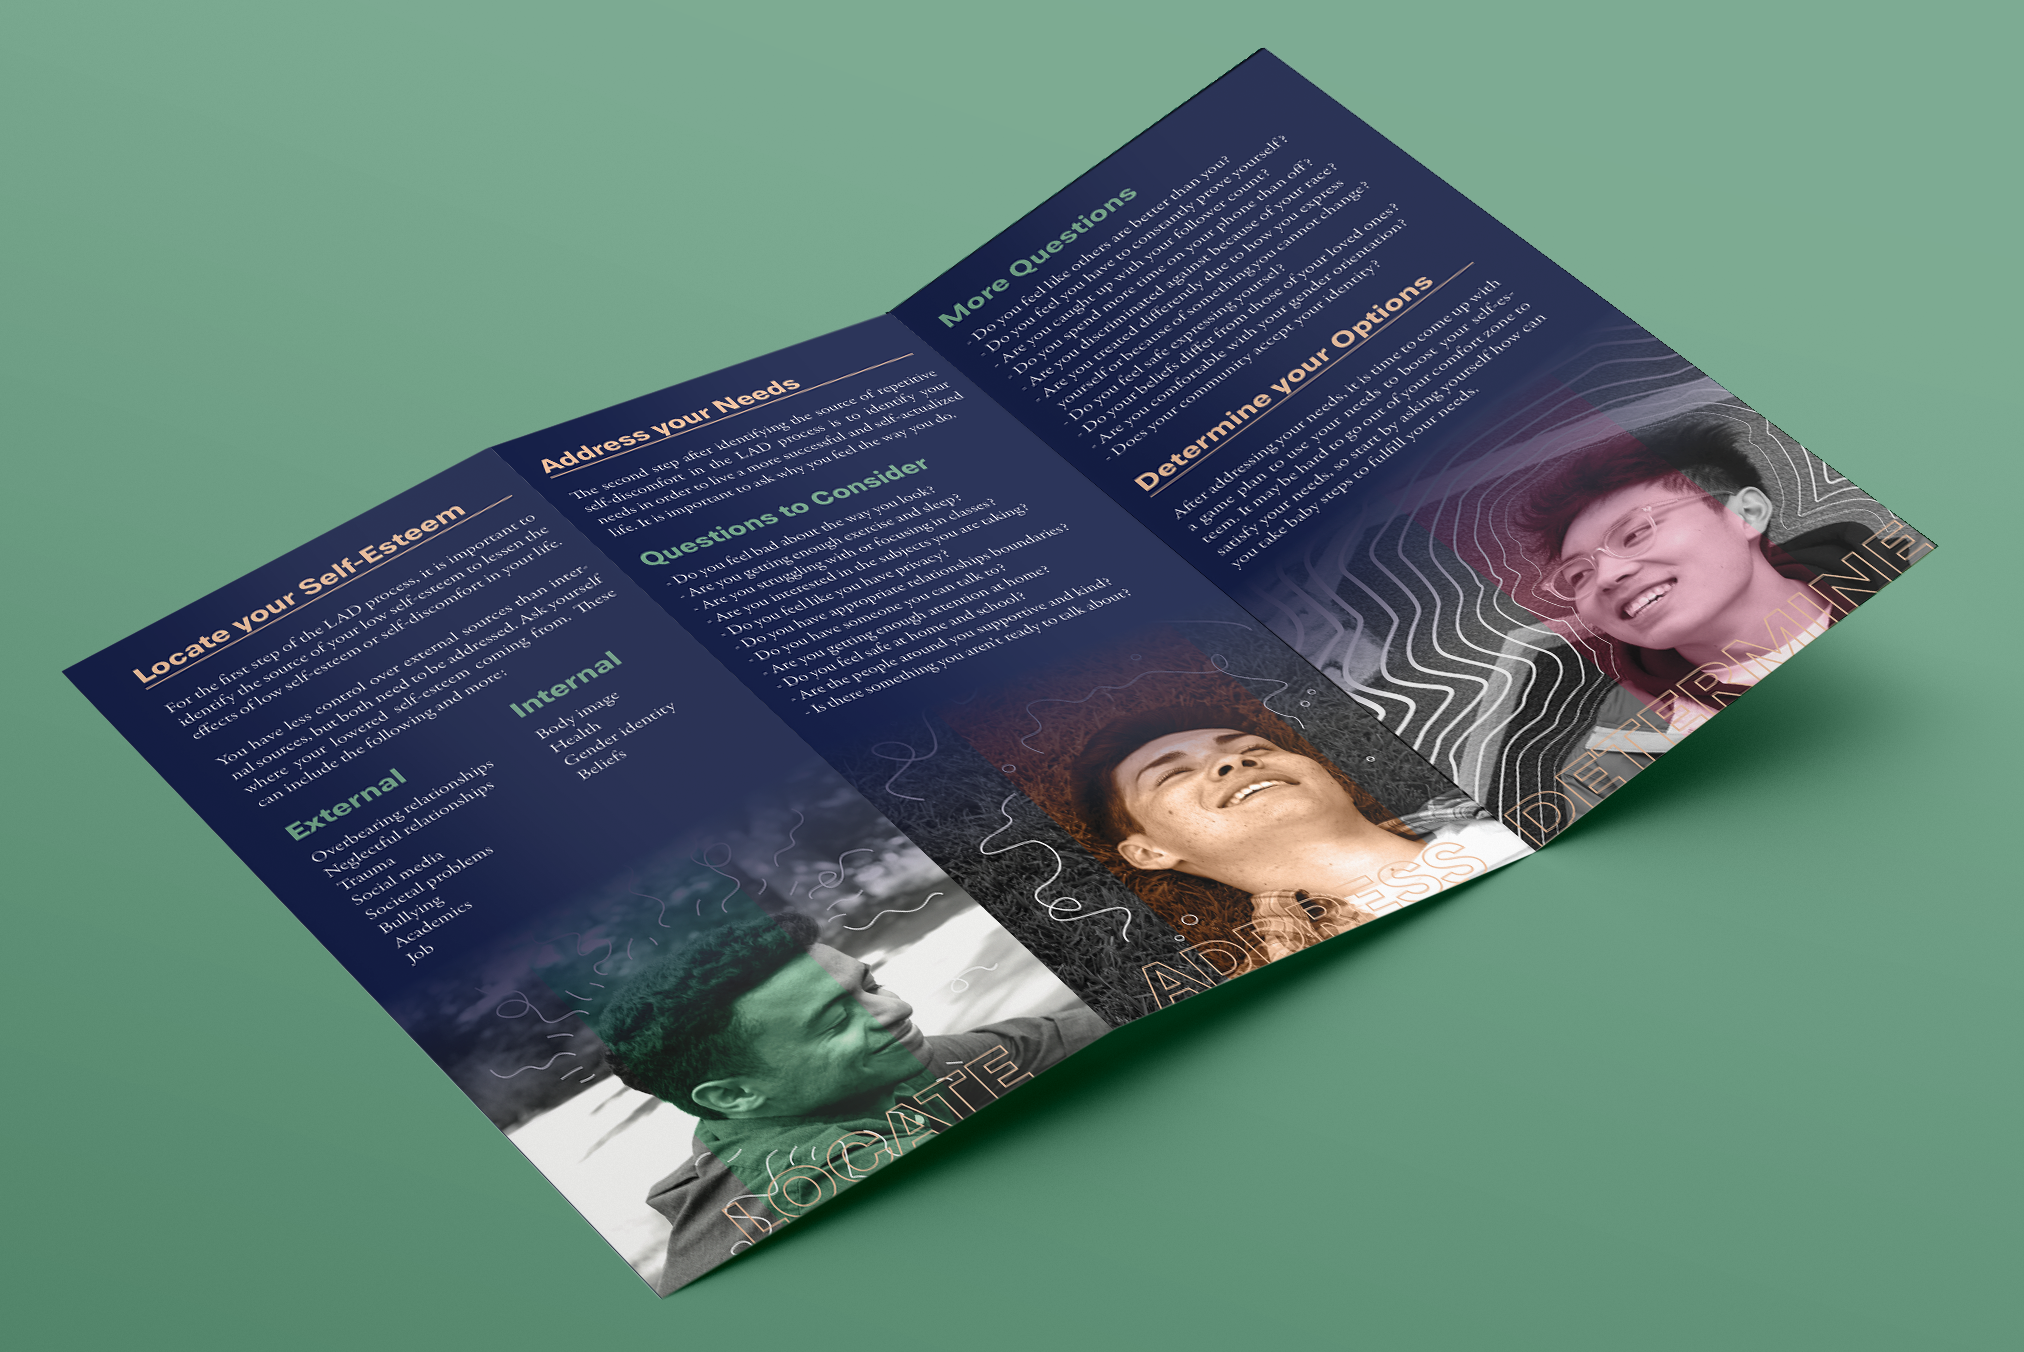 Locate your Self-Esteem
For the first step of the LAD process, it is important to
identify the source of your low self-esteem to lessen the
effects of low self-esteem or self-discomfort in your life.
You have less control over external sources than inter-
nal sources, but both need to be addressed. Ask yourself
where your lowered self-esteem coming from. These
can include the following and more:
External
Overbearing relationships
Neglectful relationships
Trauma
Social media
Societal problems
Bullying
Academics
Job
Internal
Body image
Health
Gender identity
Beliefs
LOCATE
Address your Needs
The second step after identifying the source of repetitive
self-discomfort in the LAD process is to identify your
needs in order to live a more successful and self-actualized
life. It is important to ask why you feel the way you do.
Questions to Consider
- Do you feel bad about the way you look?
- Are you getting enough exercise and sleep?
- Are you struggling with or focusing in classes?
- Are you interested in the subjects you are taking?
- Do you feel like you have privacy?
- Do you have appropriate relationships boundaries?
- Do you have someone you can talk to?
- Are you getting enough attention at home?
- Do you feel safe at home and school?
- Are the people around you supportive and kind?
- Is there something you aren't ready to talk about?
ADDRESS
More Questions
- Do you feel like others are better than you?
- Do you feel you have to constantly prove yourself?
- Are you caught up with your follower count?
- Do you spend more time on your phone than off?
- Are you discriminated against because of your race?
- Are you treated differently due to how you express
yourself or because of something you cannot change?
- Do you feel safe expressing yoursel?
- Do your beliefs differ from those of your loved ones?
- Are you comfortable with your gender orientation?
- Does your community accept your identity?
Determine your Options
After addressing your needs, it is time to come up with
a game plan to use your needs to boost your self-es-
teem. It may be hard to go out of your comfort zone to
satisfy your needs, so start by asking yourself how can
you take baby steps to fulfill your needs.
DETERMINE